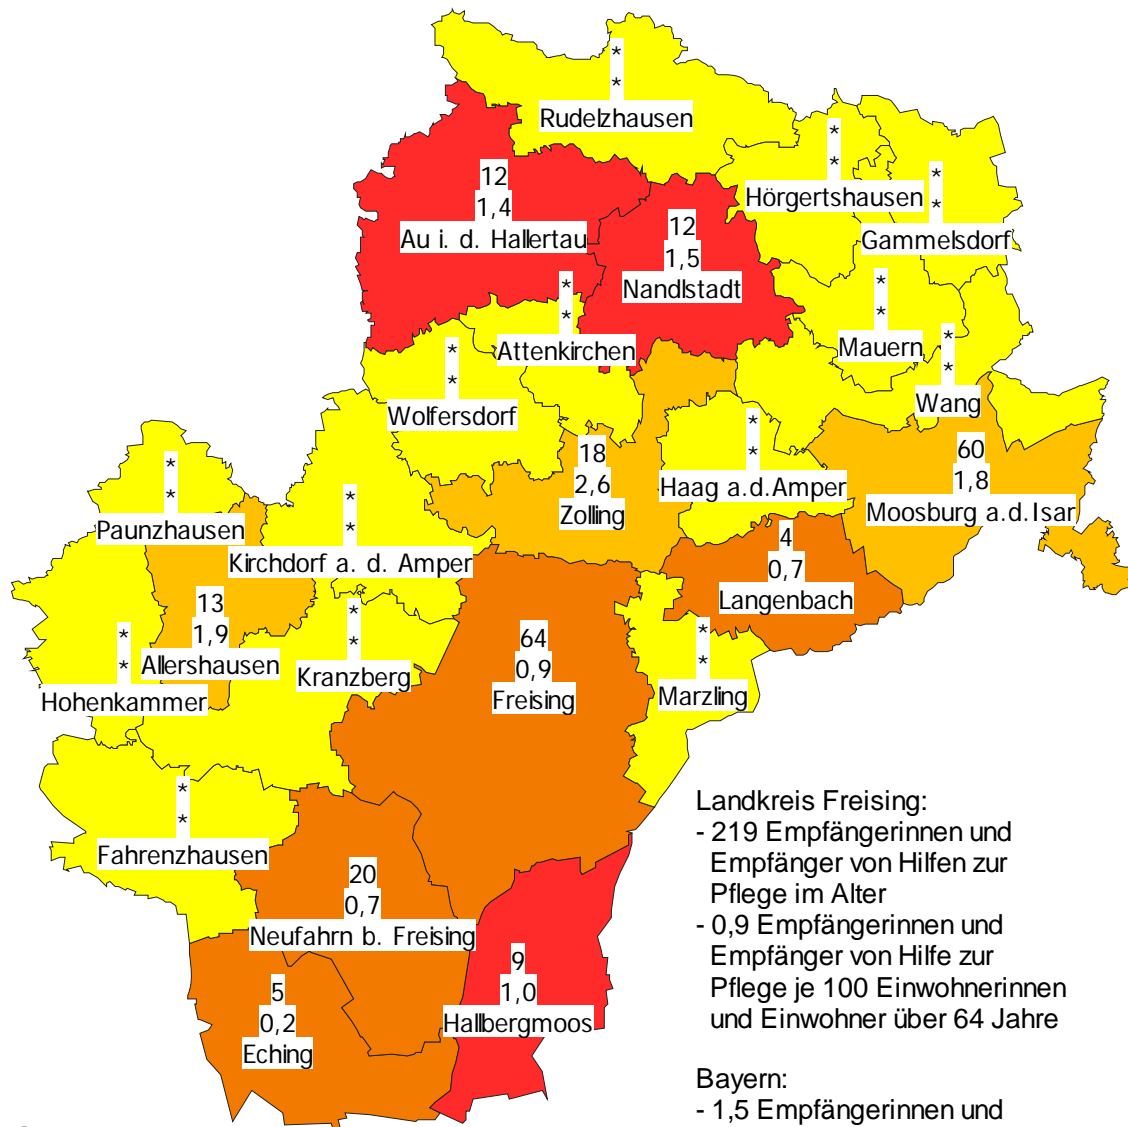 *
*
Rudelzhausen
*
*
Hörgertshausen
12
1,4
Au i. d. Hallertau
*
*
Gammelsdorf
12
1,5
Nandlstadt
*
*
Attenkirchen
*
*
Mauern
*
*
Wang
*
*
Wolfersdorf
*
*
Haag a.d.Amper
18
2,6
Zolling
60
1,8
Moosburg a.d.Isar
*
*
Paunzhausen
*
*
Kirchdorf a. d. Amper
4
0,7
Langenbach
13
1,9
Allershausen
*
*
Kranzberg
*
*
Hohenkammer
64
0,9
Freising
*
*
Marzling
*
*
Fahrenzhausen
20
0,7
Neufahrn b. Freising
9
1,0
Hallbergmoos
5
0,2
Eching
Landkreis Freising:
- 219 Empfängerinnen und
Empfänger von Hilfen zur
Pflege im Alter
- 0,9 Empfängerinnen und
Empfänger von Hilfe zur
Pflege je 100 Einwohnerinnen
und Einwohner über 64 Jahre
Bayern:
- 1,5 Empfängerinnen und